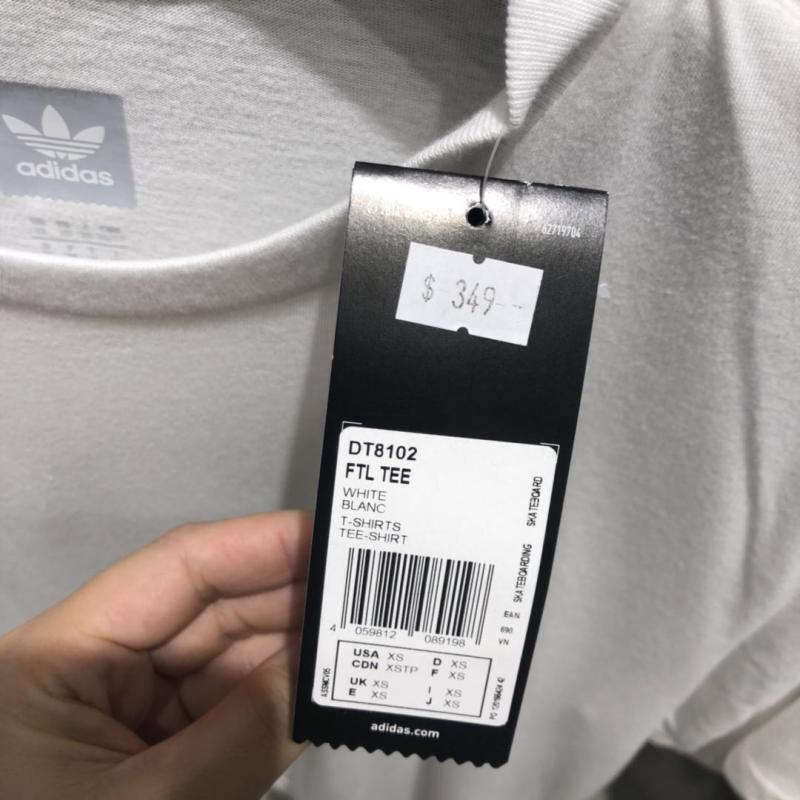 adidas
62719704
$ 349--
DT8102
FTL TEE
WHITE
BLANC
T-SHIRTS
TEE-SHIRT
SKATEBOARDING
SKATEBOARD
EAN
690
VN
4 059812 089198
USA XS
CDN XSTP
UK XS
E XS
D XS
F XS
I XS
J XS
adidas.com